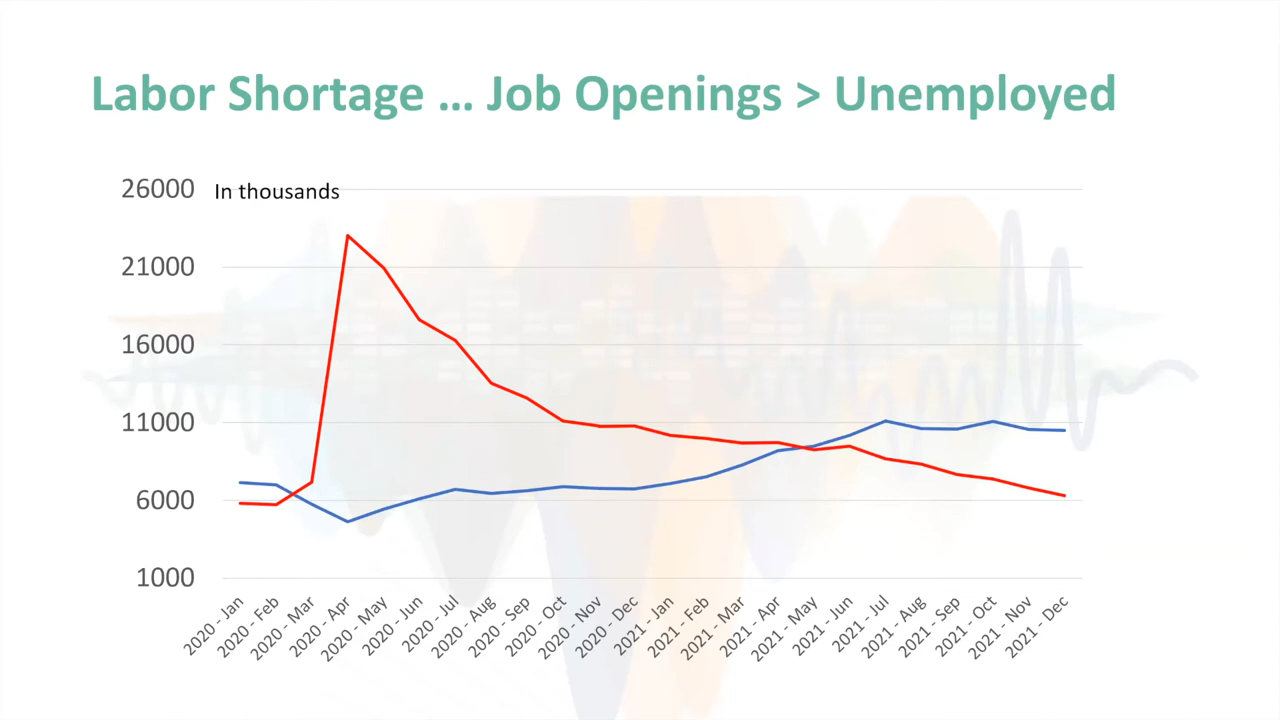 Labor Shortage ... Job Openings > Unemployed
26000
In thousands
21000
16000
11000
6000
1000
2020 - Jan
2020 - Feb
2020 - Mar
2020 - Apr
2020 - May
2020 - Jun
2020 - Jul
2020 - Aug
2020 - Sep
2020 - Oct
2020 - Nov
2020 - Dec
2021 - Jan
2021 - Feb
2021 - Mar
2021 - Apr
2021 - May
2021 - Jun
2021 - Jul
2021 - Aug
2021 - Sep
2021 - Oct
2021 - Nov
2021 - Dec